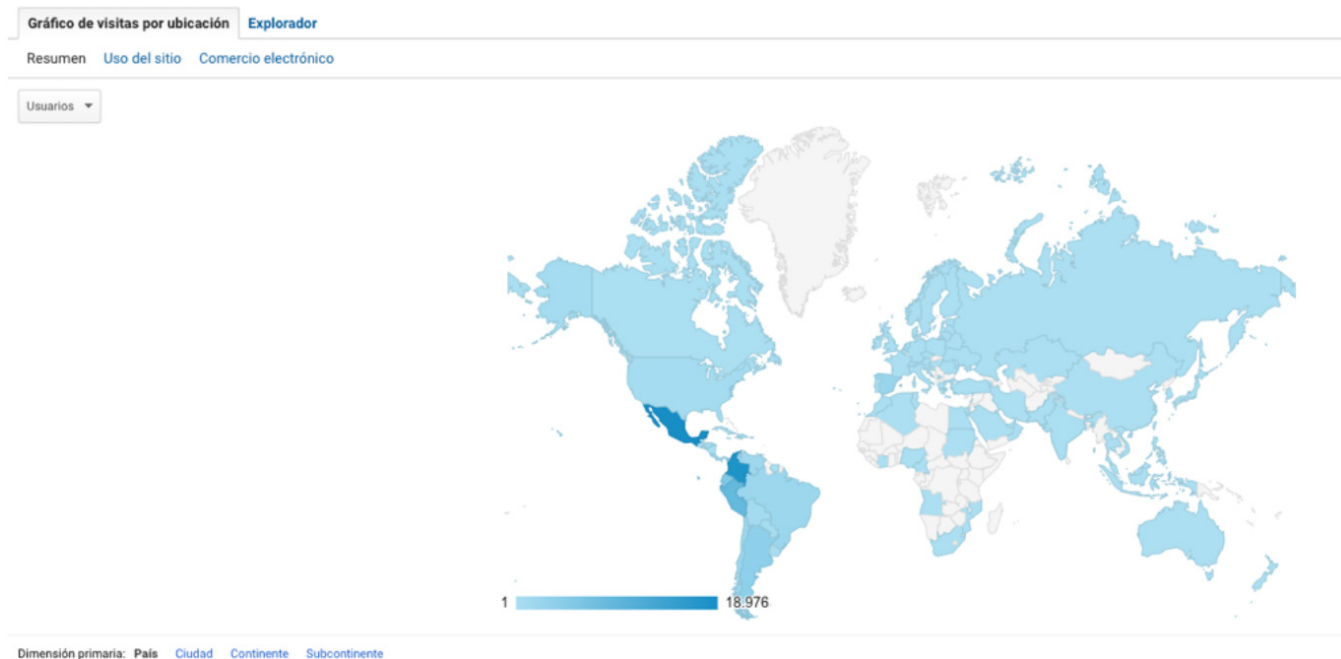 Gráfico de visitas por ubicación Explorador
Resumen Uso del sitio Comercio electrónico
Usuarios
1 18.976
Dimensión primaria: País Ciudad Continente Subcontinente